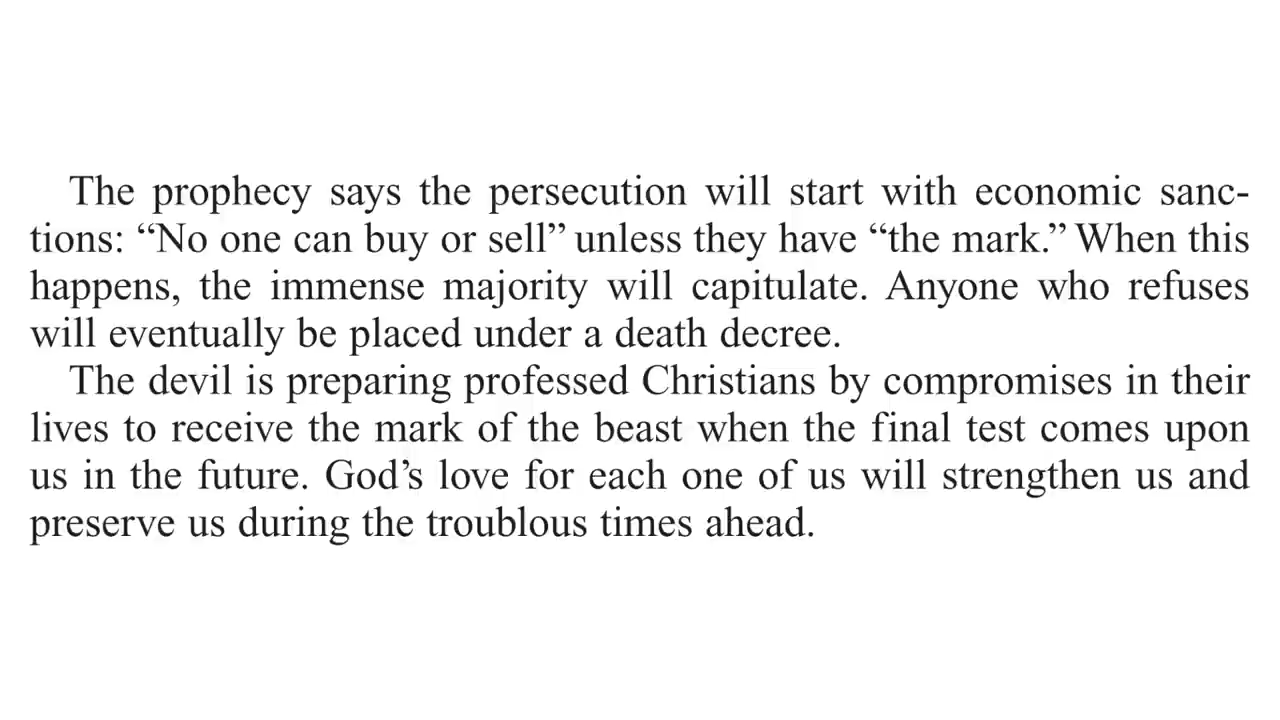 The prophecy says the persecution will start with economic sanc-
tions: “No one can buy or sell” unless they have “the mark.” When this
happens, the immense majority will capitulate. Anyone who refuses
will eventually be placed under a death decree.
The devil is preparing professed Christians by compromises in their
lives to receive the mark of the beast when the final test comes upon
us in the future. God’s love for each one of us will strengthen us and
preserve us during the troublous times ahead.